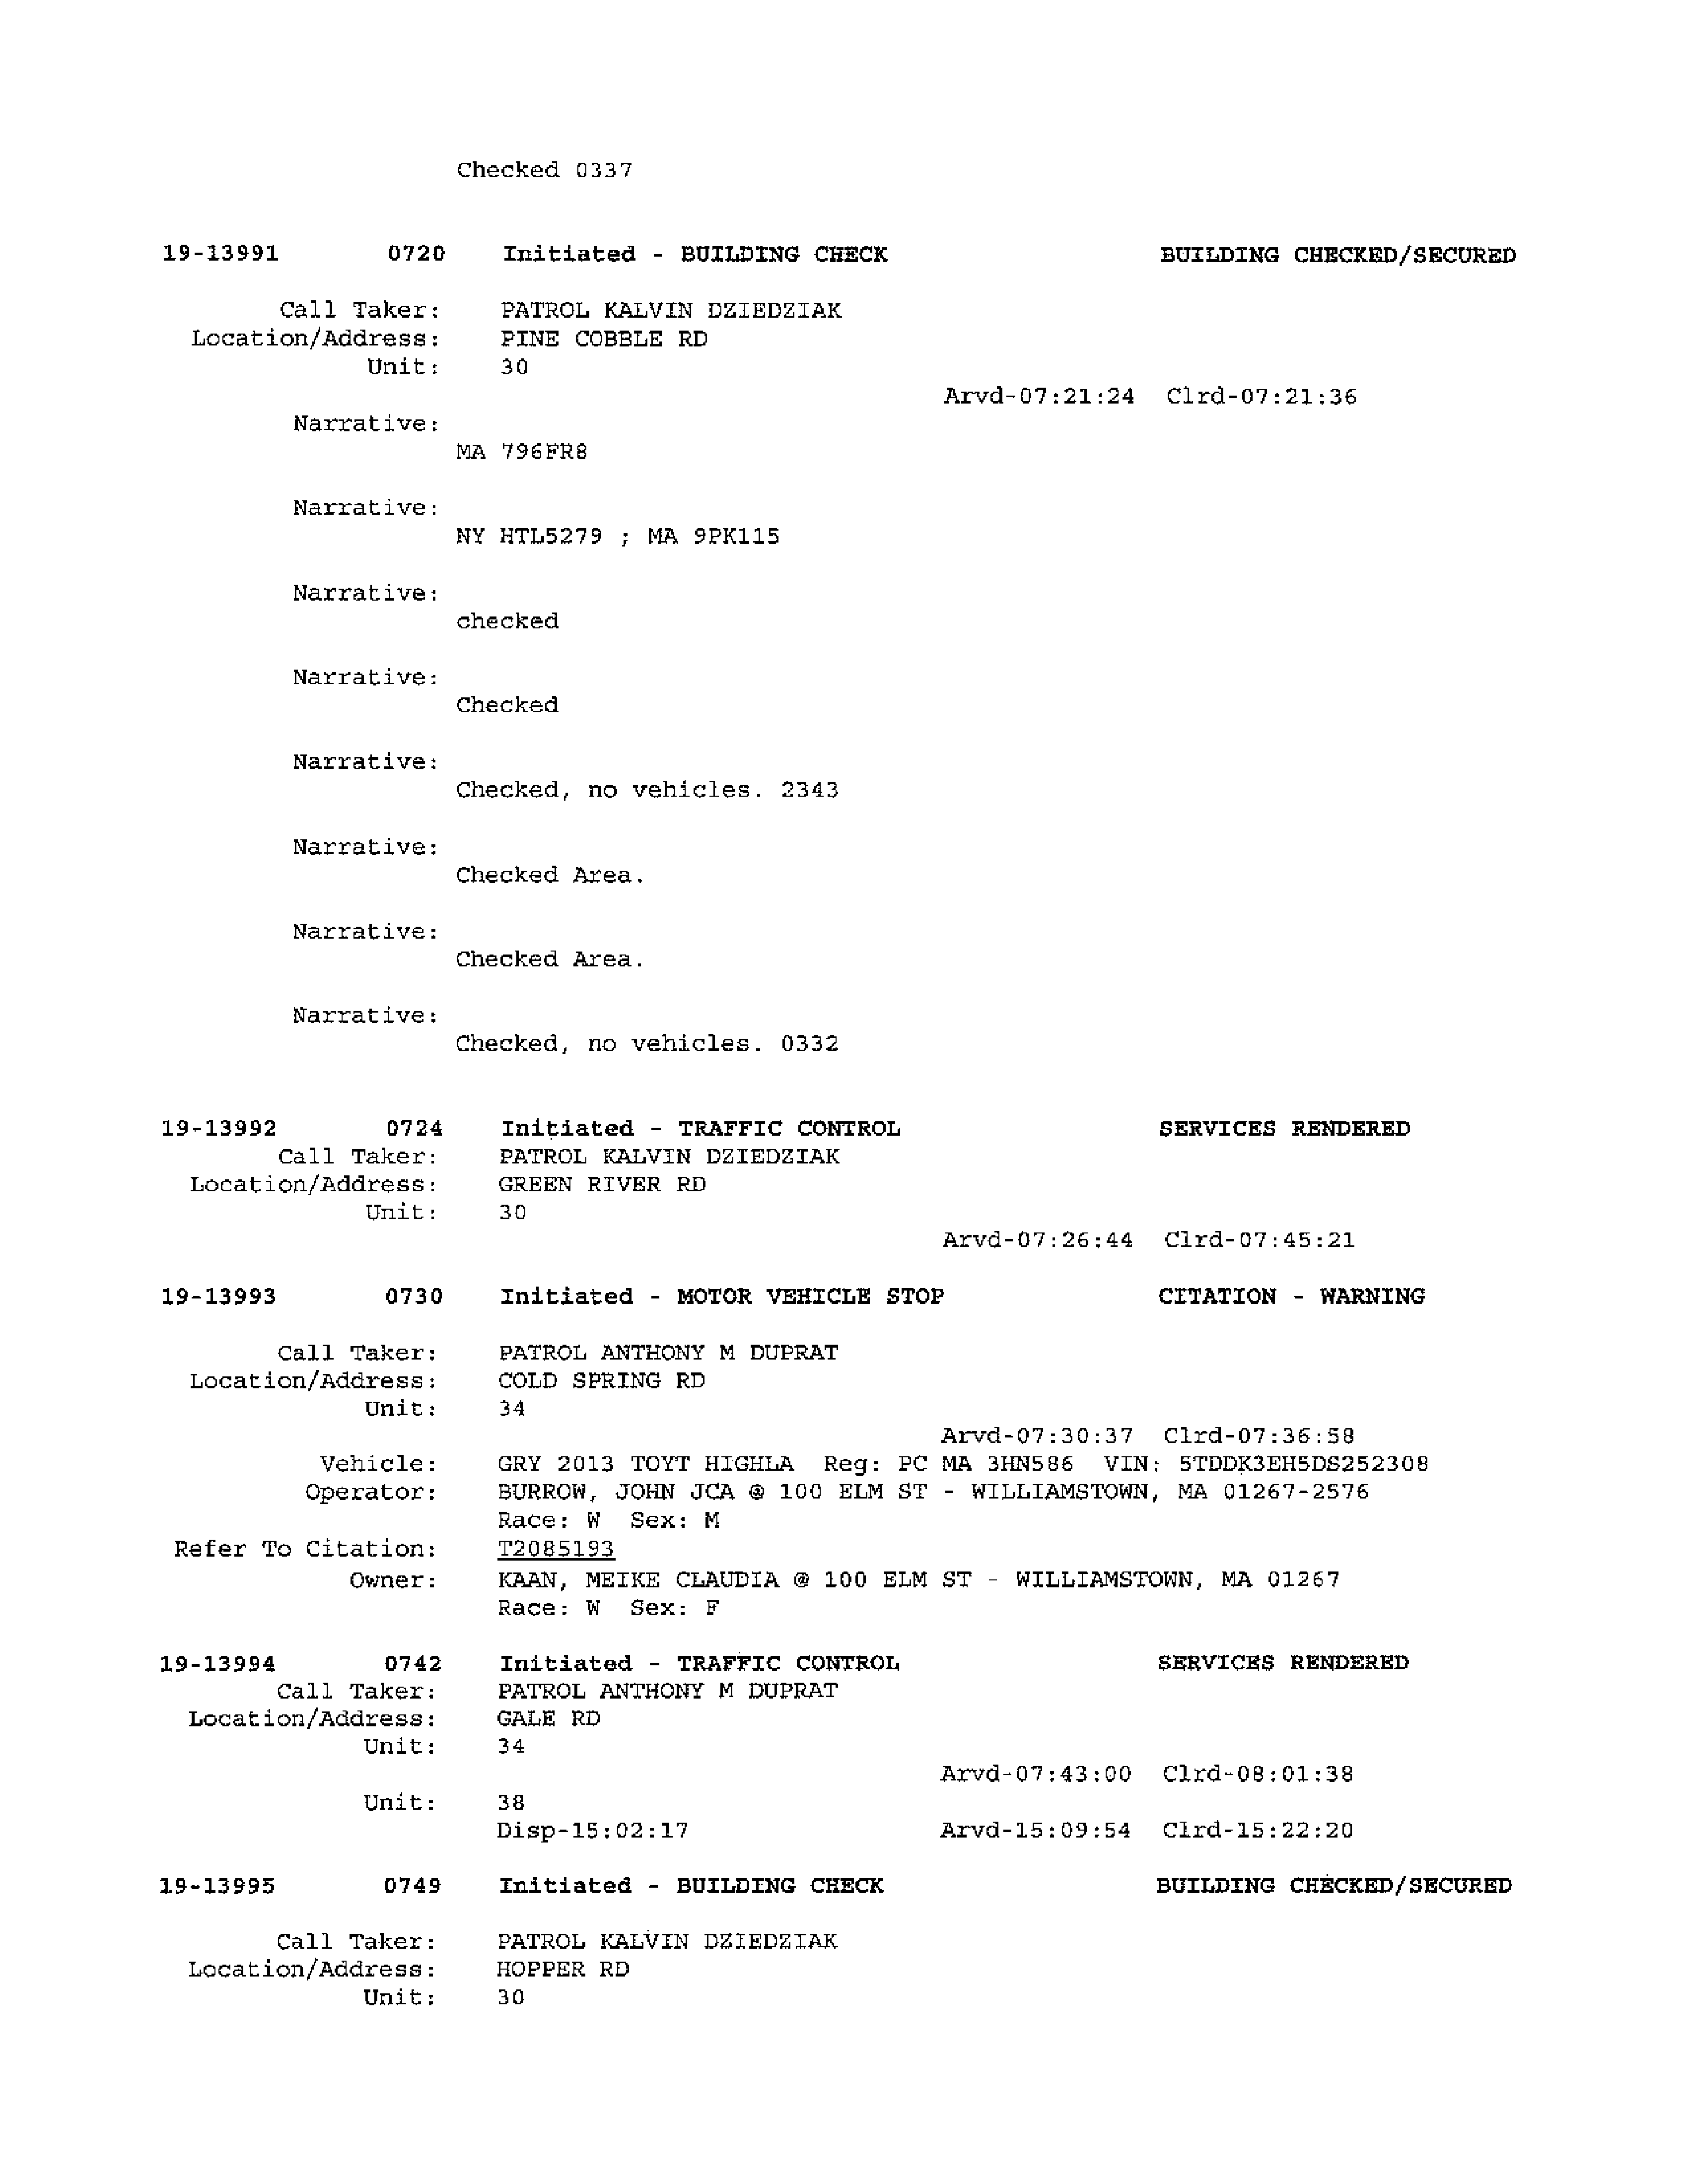 Checked 0337
19-13991 0720 Initiated - BUILDING CHECK BUILDING CHECKED/SECURED
Call Taker: PATROL KALVIN DZIEDZIAK
Location/Address: PINE COBBLE RD
Unit: 30
Arvd-07:21:24 Clrd-07:21:36
Narrative:
MA 796FR8
Narrative:
NY HTL5279 ; MA 9PK115
Narrative:
checked
Narrative:
Checked
Narrative:
Checked, no vehicles. 2343
Narrative:
Checked Area.
Narrative:
Checked Area.
Narrative:
Checked, no vehicles. 0332
19-13992 0724 Initiated - TRAFFIC CONTROL SERVICES RENDERED
Call Taker: PATROL KALVIN DZIEDZIAK
Location/Address: GREEN RIVER RD
Unit: 30
Arvd-07:26:44 Clrd-07:45:21
19-13993 0730 Initiated - MOTOR VEHICLE STOP CITATION - WARNING
Call Taker: PATROL ANTHONY M DUPRAT
Location/Address: COLD SPRING RD
Unit: 34
Arvd-07:30:37 Clrd-07:36:58
Vehicle: GRY 2013 TOYT HIGHLA Reg: PC MA 3HN586 VIN: 5TDDK3EH5DS252308
Operator: BURROW, JOHN JCA @ 100 ELM ST - WILLIAMSTOWN, MA 01267-2576
Race: W Sex: M
Refer To Citation: T2085193
Owner: KAAN, MEIKE CLAUDIA @ 100 ELM ST - WILLIAMSTOWN, MA 01267
Race: W Sex: F
19-13994 0742 Initiated - TRAFFIC CONTROL SERVICES RENDERED
Call Taker: PATROL ANTHONY M DUPRAT
Location/Address: GALE RD
Unit: 34
Arvd-07:43:00 Clrd-08:01:38
Unit: 38
Disp-15:02:17 Arvd-15:09:54 Clrd-15:22:20
19-13995 0749 Initiated - BUILDING CHECK BUILDING CHECKED/SECURED
Call Taker: PATROL KALVIN DZIEDZIAK
Location/Address: HOPPER RD
Unit: 30